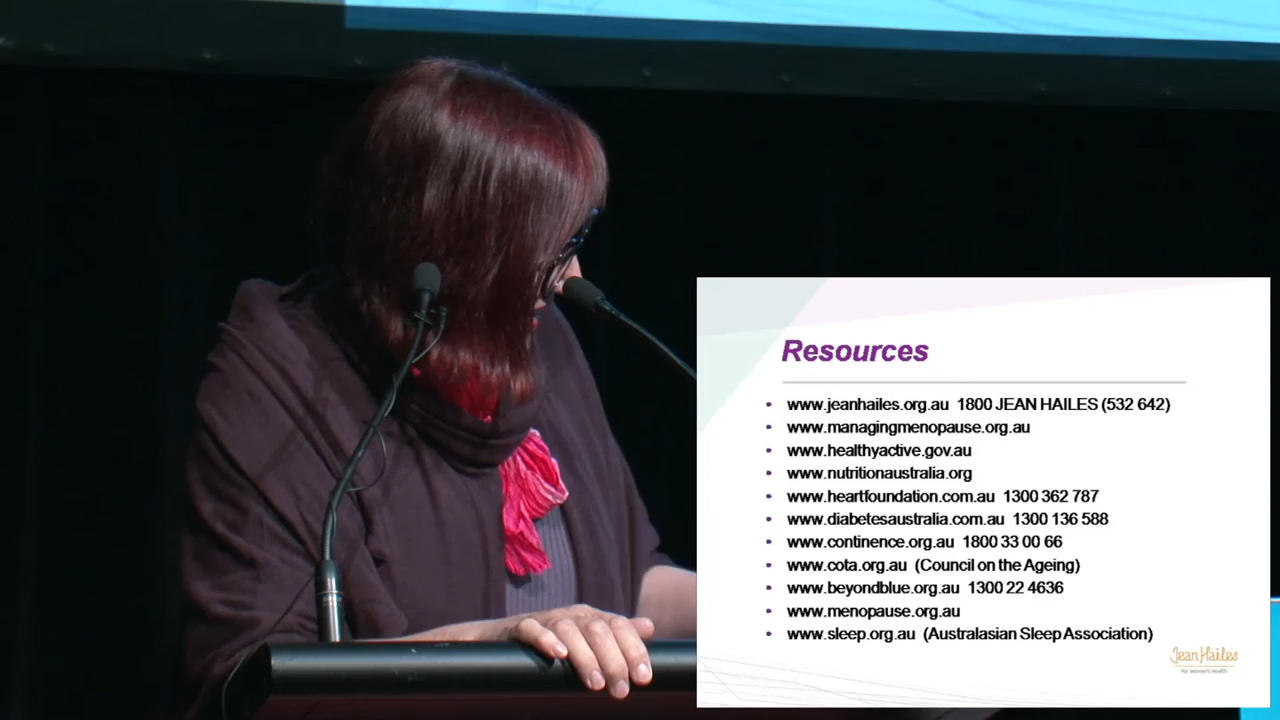 Resources
www.jeanhailes.org.au 1800 JEAN HAILES (532 642)
www.managingmenopause.org.au
www.healthyactive.gov.au
www.nutritionaustralia.org
www.heartfoundation.com.au 1300 362 787
www.diabetesaustralia.com.au 1300 136 588
www.continence.org.au 1800 33 00 66
www.cota.org.au (Council on the Ageing)
www.beyondblue.org.au 1300 22 4636
www.menopause.org.au
www.sleep.org.au (Australasian Sleep Association)
Jean Hailes
for Women's Health